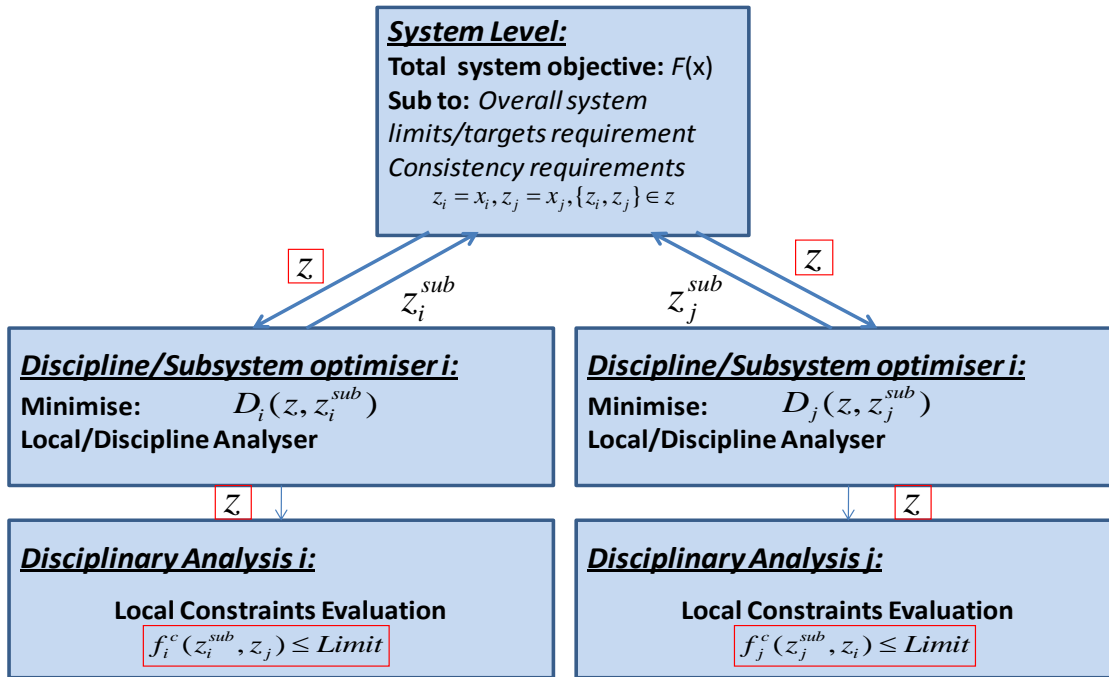 System Level:
Total system objective: F(x)
Sub to: Overall system
limits/targets requirement
Consistency requirements
z_i = x_i, z_j = x_j, {z_i, z_j} ∈ z
z
z_i^{sub}
z_j^{sub}
z
Discipline/Subsystem optimiser i:
Minimise: D_i(z, z_i^{sub})
Local/Discipline Analyser
Discipline/Subsystem optimiser i:
Minimise: D_j(z, z_j^{sub})
Local/Discipline Analyser
z
z
Disciplinary Analysis i:
Local Constraints Evaluation
f_i^c(z_i^{sub}, z_j) ≤ Limit
Disciplinary Analysis j:
Local Constraints Evaluation
f_j^c(z_j^{sub}, z_i) ≤ Limit